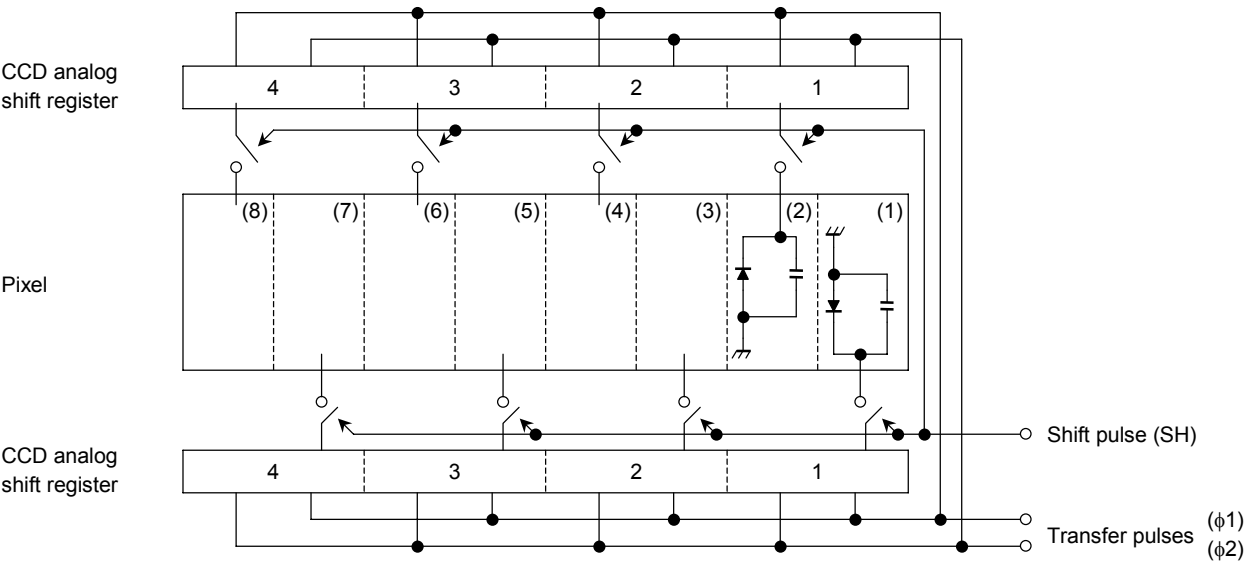 CCD analog
shift register
4 3 2 1
(8) (7) (6) (5) (4) (3) (2) (1)
Pixel
CCD analog
shift register
4 3 2 1
Shift pulse (SH)
Transfer pulses (ϕ1)
(ϕ2)